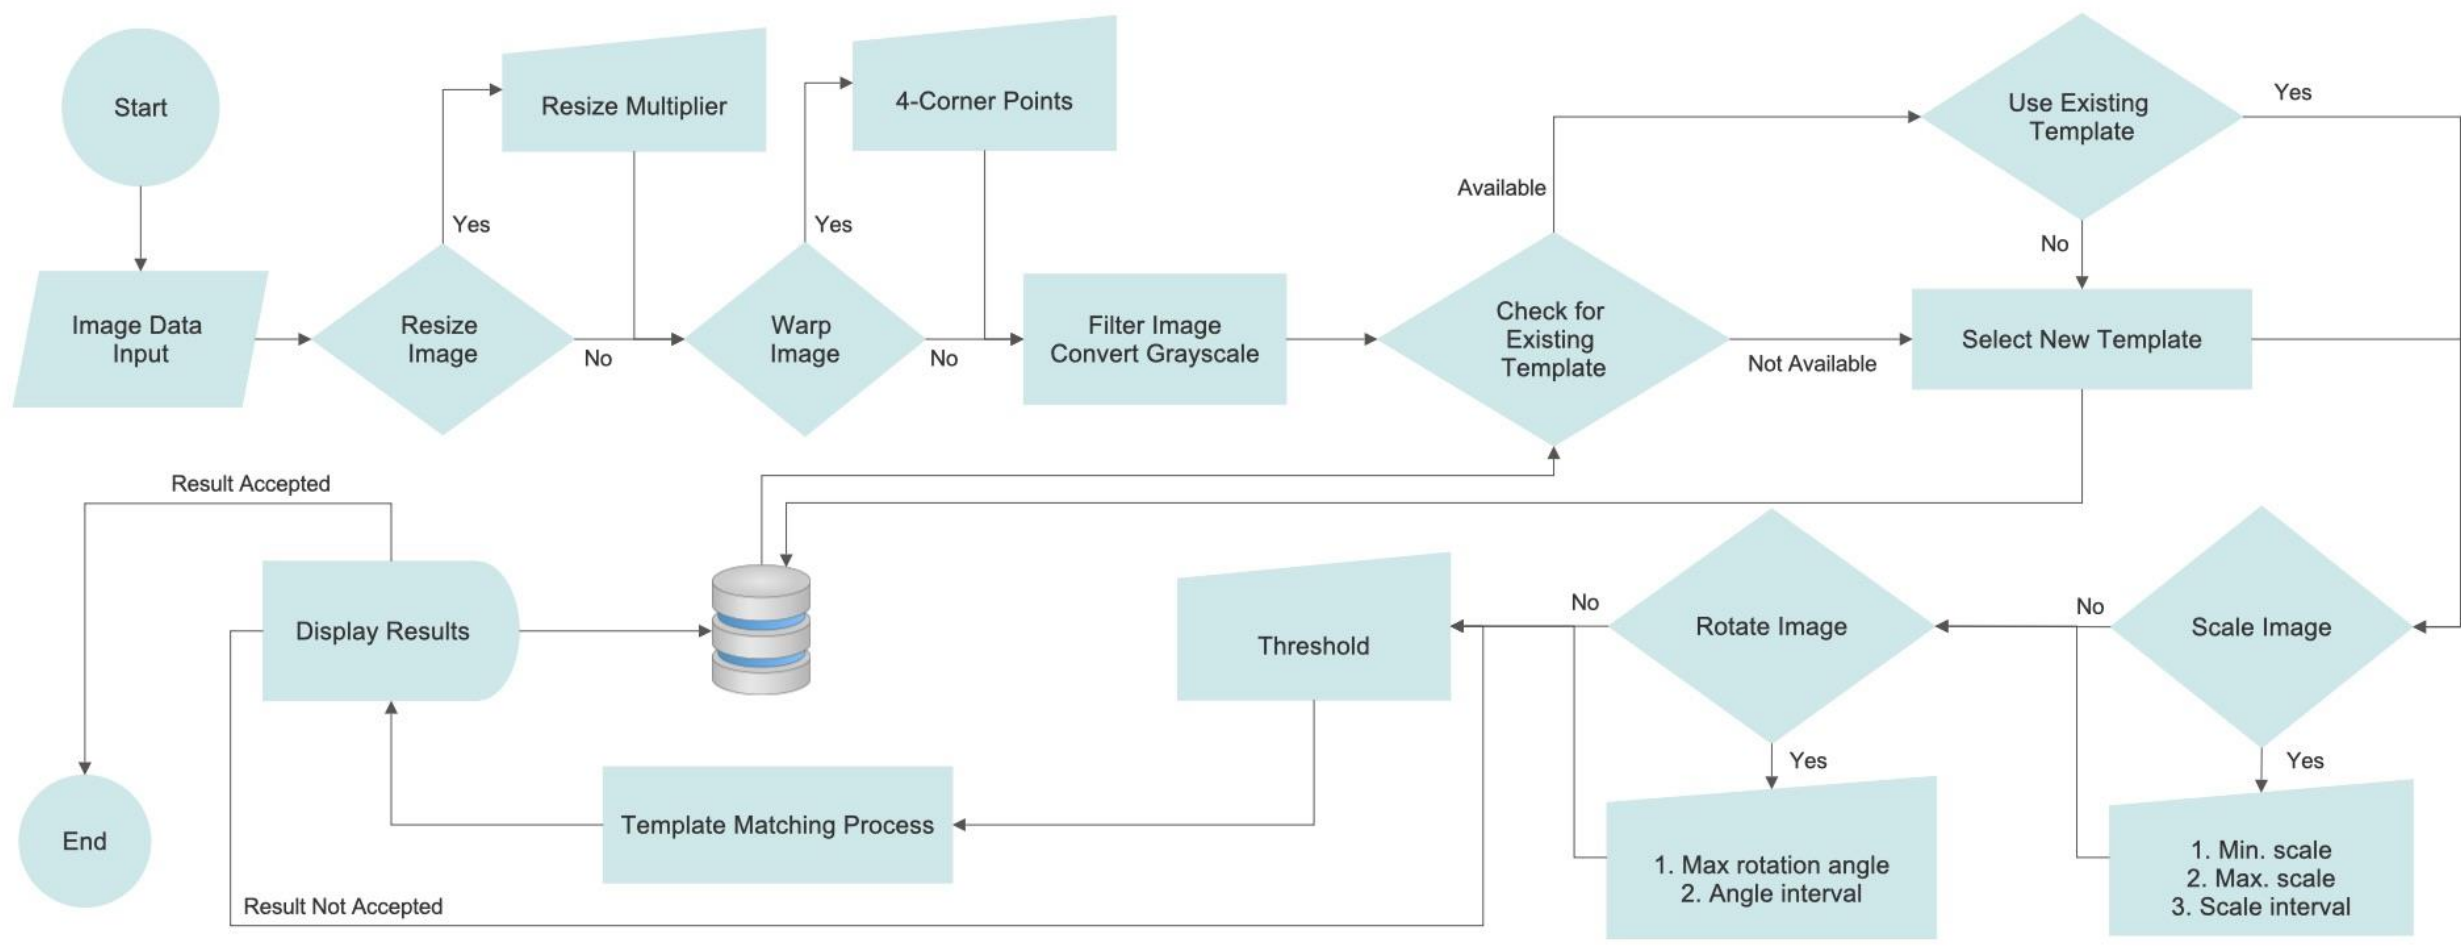 Start
Resize Multiplier
4-Corner Points
Use Existing
Template
Yes
Available
Yes
Yes
No
Image Data
Input
Resize
Image
No
Warp
Image
No
Filter Image
Convert Grayscale
Check for
Existing
Template
Not Available
Select New Template
Result Accepted
Display Results
Threshold
No
Rotate Image
No
Scale Image
Yes
Yes
End
Template Matching Process
1. Max rotation angle
2. Angle interval
1. Min. scale
2. Max. scale
3. Scale interval
Result Not Accepted